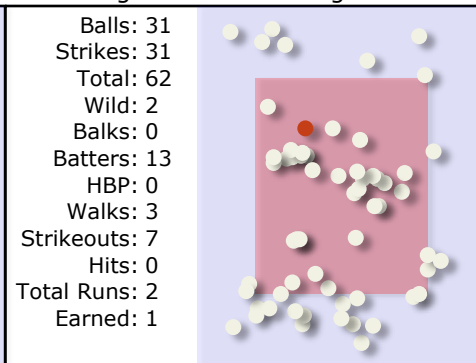 Balls: 31
Strikes: 31
Total: 62
Wild: 2
Balks: 0
Batters: 13
HBP: 0
Walks: 3
Strikeouts: 7
Hits: 0
Total Runs: 2
Earned: 1